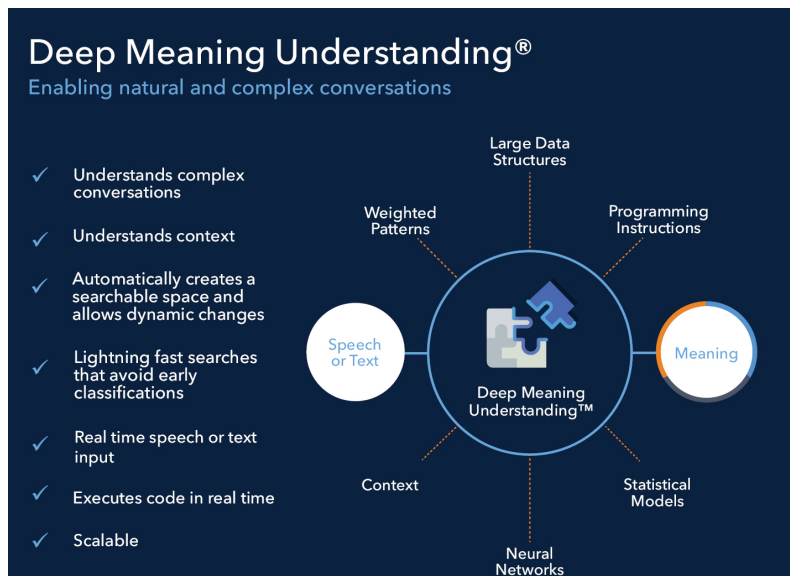 Deep Meaning Understanding®
Enabling natural and complex conversations
Understands complex
conversations
Understands context
Automatically creates a
searchable space and
allows dynamic changes
Lightning fast searches
that avoid early
classifications
Real time speech or text
input
Executes code in real time
Scalable
Large Data
Structures
Weighted
Patterns
Programming
Instructions
Speech
or Text
Deep Meaning
Understanding™
Meaning
Context
Statistical
Models
Neural
Networks